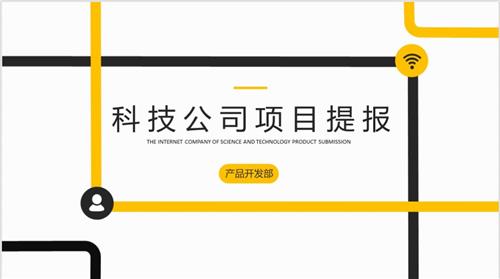 科技公司项目提报
THE INTERNET COMPANY OF SCIENCE AND TECHNOLOGY PRODUCT SUBMISSION
产品开发部